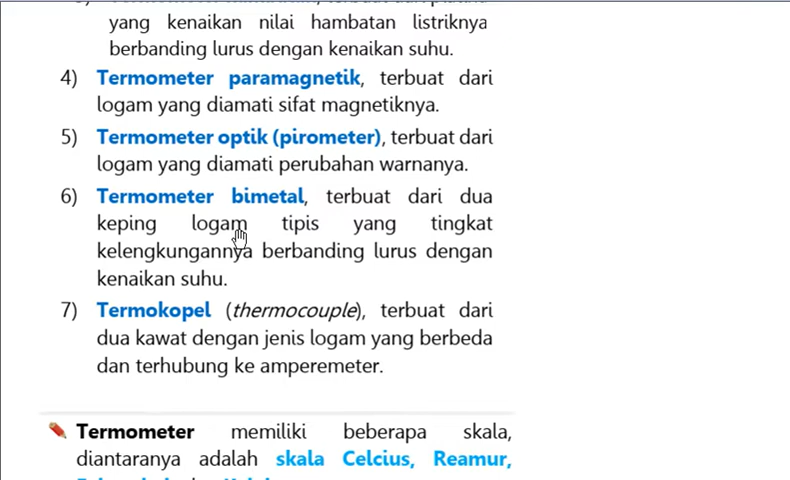 yang kenaikan nilai hambatan listriknya
berbanding lurus dengan kenaikan suhu.
4) Termometer paramagnetik, terbuat dari
logam yang diamati sifat magnetiknya.
5) Termometer optik (pirometer), terbuat dari
logam yang diamati perubahan warnanya.
6) Termometer bimetal, terbuat dari dua
keping logam tipis yang tingkat
kelengkungannya berbanding lurus dengan
kenaikan suhu.
7) Termokopel (thermocouple), terbuat dari
dua kawat dengan jenis logam yang berbeda
dan terhubung ke amperemeter.
Termometer memiliki beberapa skala,
diantaranya adalah skala Celcius, Reamur,